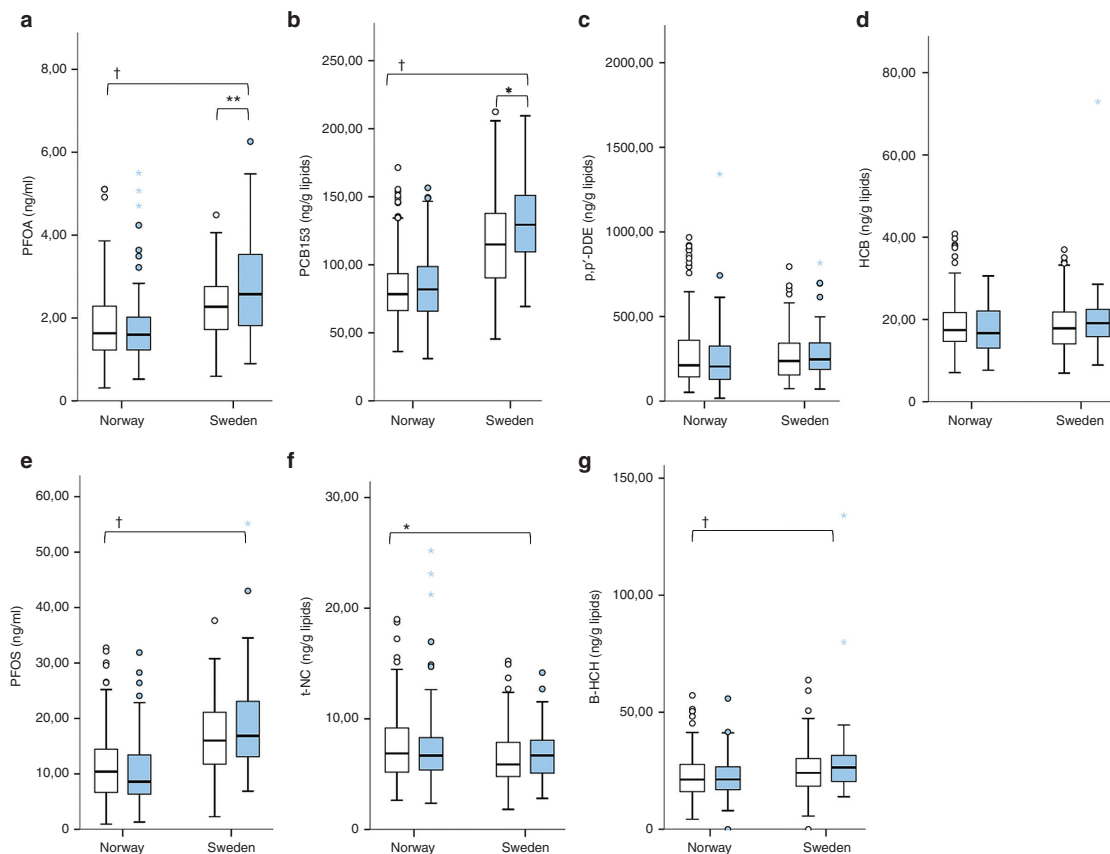 a
8,00
6,00
4,00
2,00
0
PFOA (ng/ml)
†
**
Norway
Sweden
b
250,00
200,00
150,00
100,00
50,00
0
PCB153 (ng/g lipids)
†
*
Norway
Sweden
c
2000,00
1500,00
1000,00
500,00
0
p,p′-DDE (ng/g lipids)
Norway
Sweden
d
80,00
60,00
40,00
20,00
0
HCB (ng/g lipids)
Norway
Sweden
e
60,00
50,00
40,00
30,00
20,00
10,00
0
PFOS (ng/ml)
†
Norway
Sweden
f
30,00
20,00
10,00
0
t-NC (ng/g lipids)
*
Norway
Sweden
g
150,00
100,00
50,00
0
B-HCH (ng/g lipids)
†
Norway
Sweden